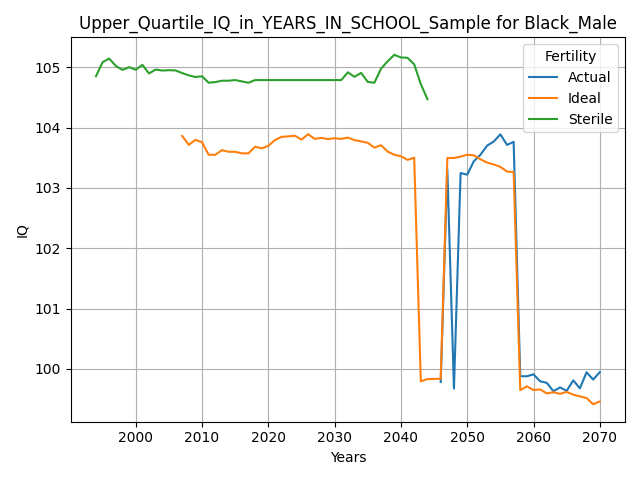 Upper_Quartile_IQ_in_YEARS_IN_SCHOOL_Sample for Black_Male
Fertility
Actual
Ideal
Sterile
105
104
103
102
101
100
IQ
2000 2010 2020 2030 2040 2050 2060 2070
Years